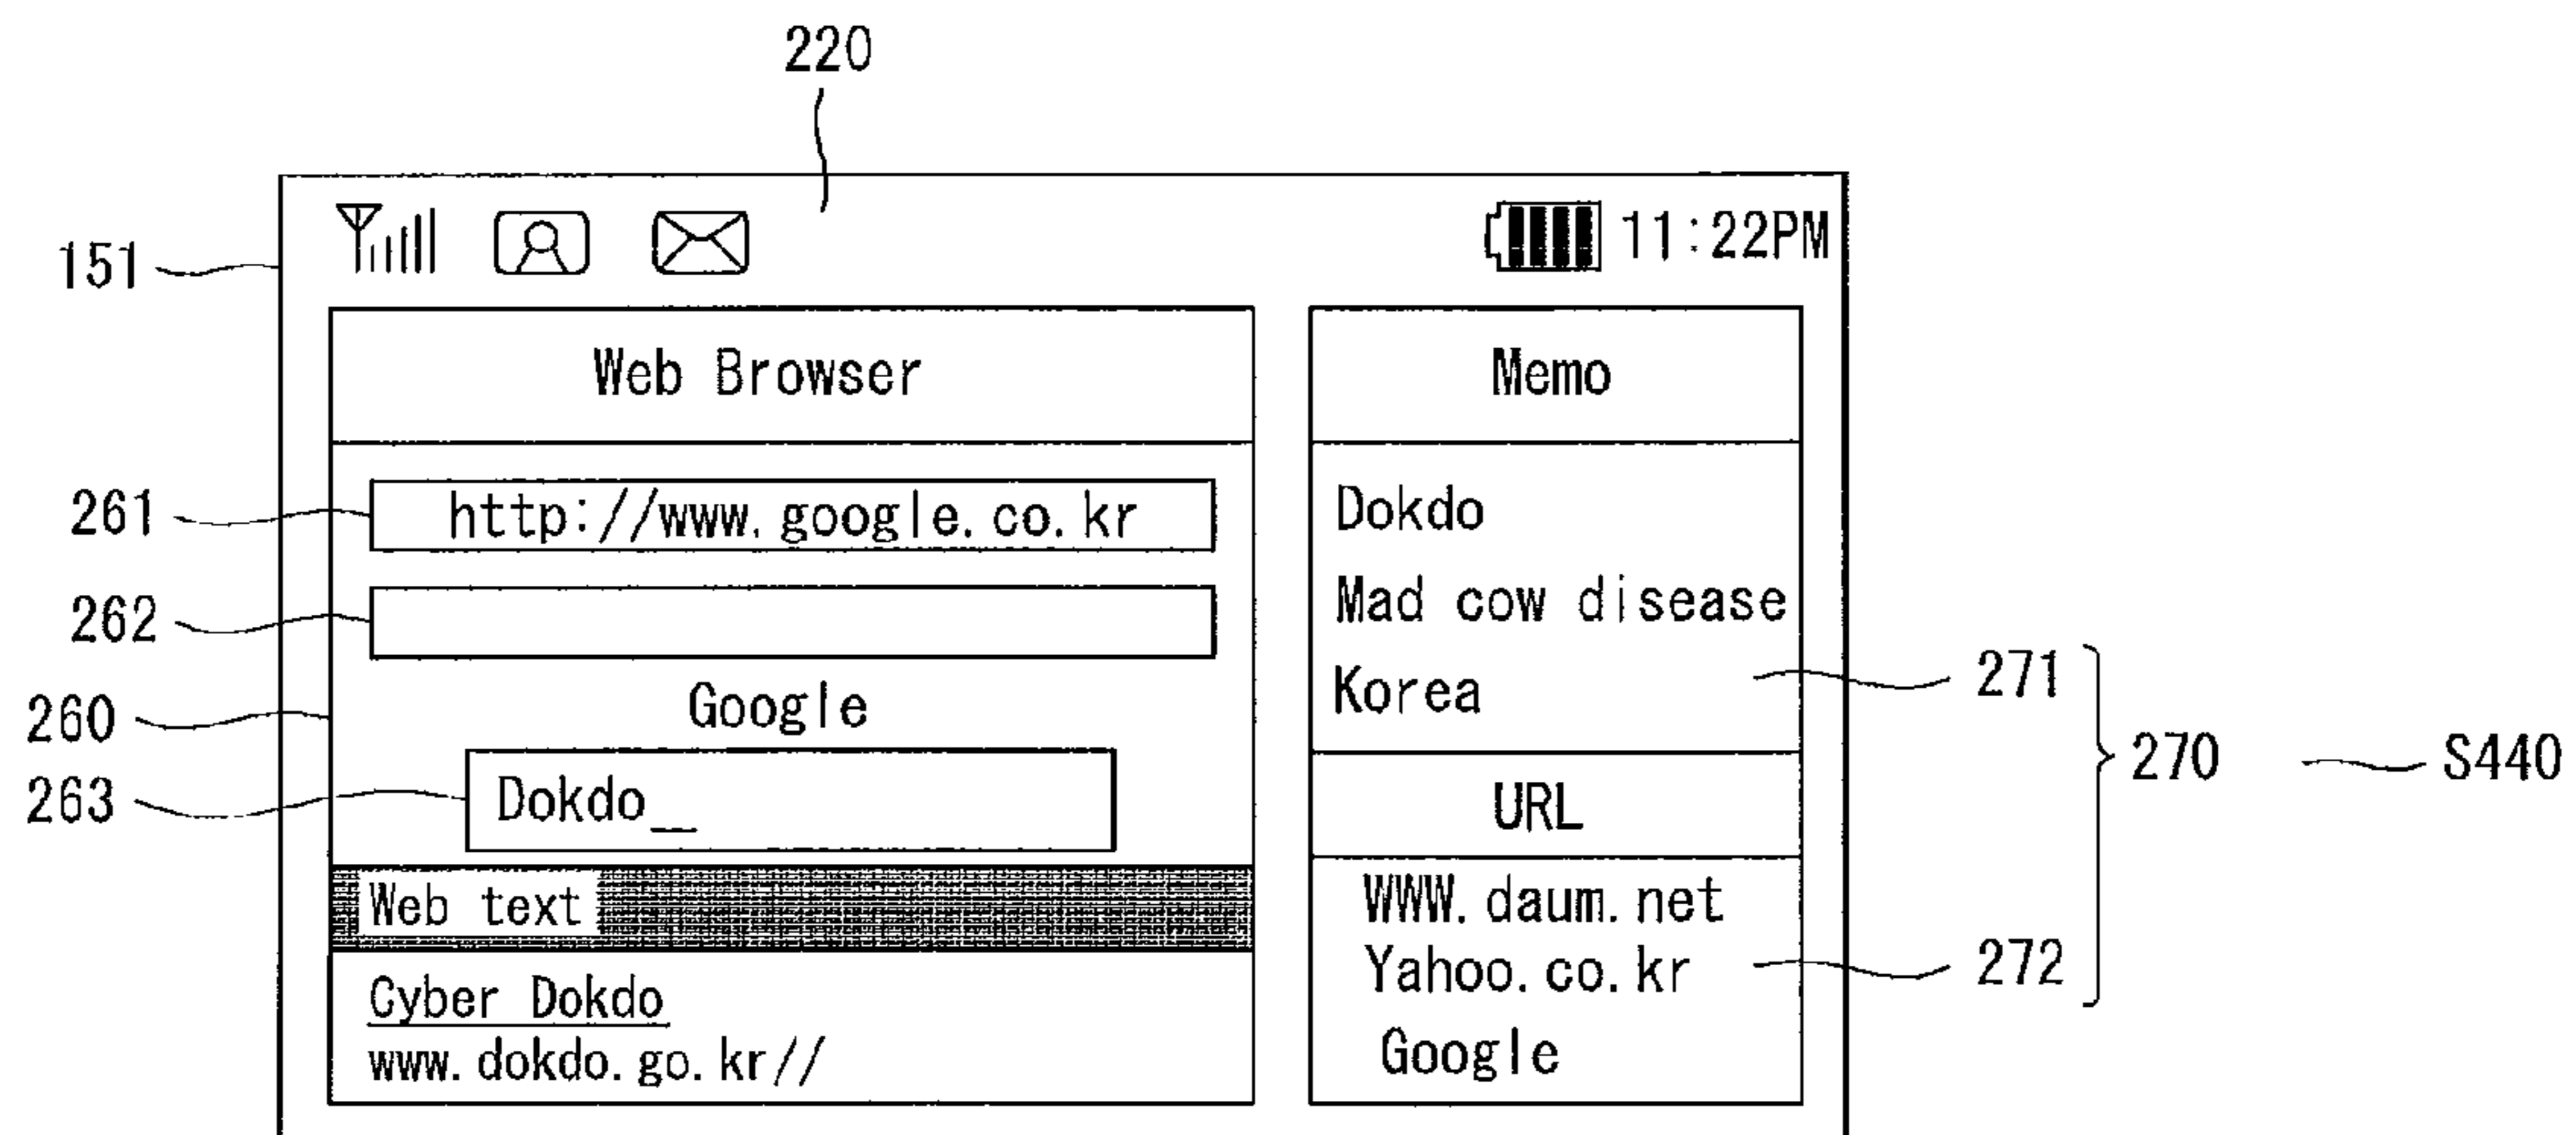 220
151
11:22PM
Web Browser
261
http://www.google.co.kr
262
260
Google
263
Dokdo_
Web text
Cyber Dokdo
www.dokdo.go.kr//
Memo
Dokdo
Mad cow disease
Korea
271
270
S440
URL
WWW.daum.net
Yahoo.co.kr
272
Google